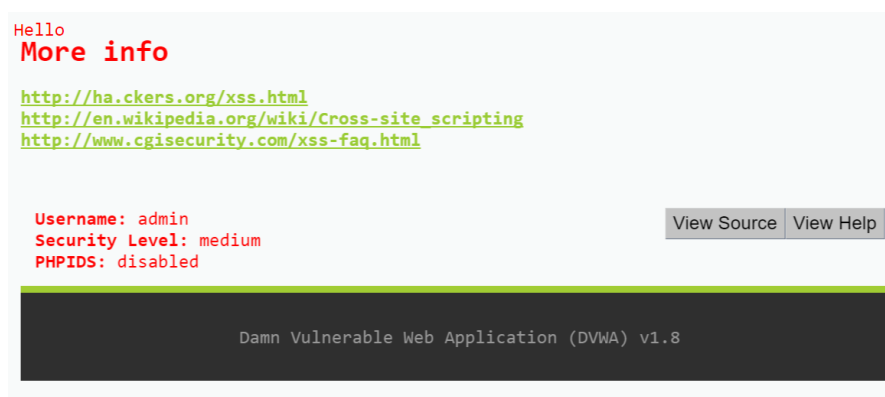 Hello
More info
http://ha.ckers.org/xss.html
http://en.wikipedia.org/wiki/Cross-site_scripting
http://www.cgisecurity.com/xss-faq.html
Username: admin
Security Level: medium
PHPIDS: disabled
View Source View Help
Damn Vulnerable Web Application (DVWA) v1.8